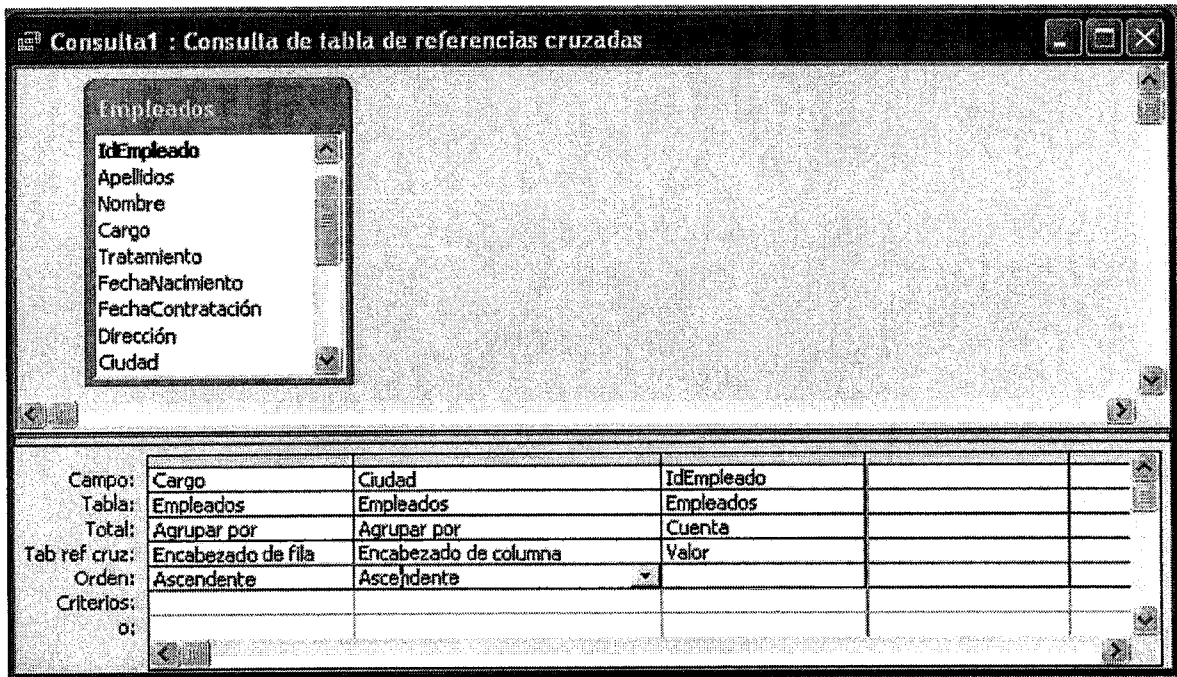 Consulta1 : Consulta de tabla de referencias cruzadas
Empleados
IdEmpleado
Apellidos
Nombre
Cargo
Tratamiento
FechaNacimiento
FechaContratación
Dirección
Ciudad
Campo: Cargo Ciudad IdEmpleado
Tabla: Empleados Empleados Empleados
Total: Agrupar por Agrupar por Cuenta
Tab ref cruz: Encabezado de fila Encabezado de columna Valor
Orden: Ascendente Ascendente
Criterios:
o: